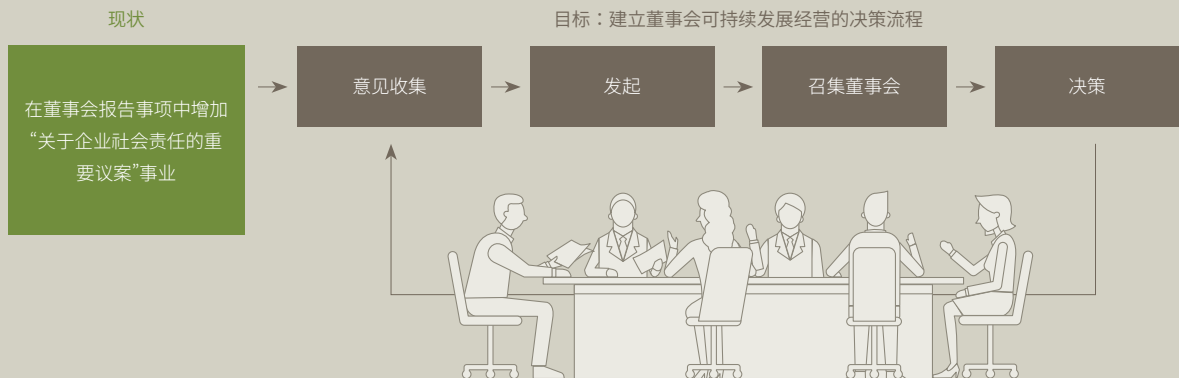 现状
目标：建立董事会可持续发展经营的决策流程
在董事会报告事项中增加
“关于企业社会责任的重
要议案”事业
意见收集
发起
召集董事会
决策